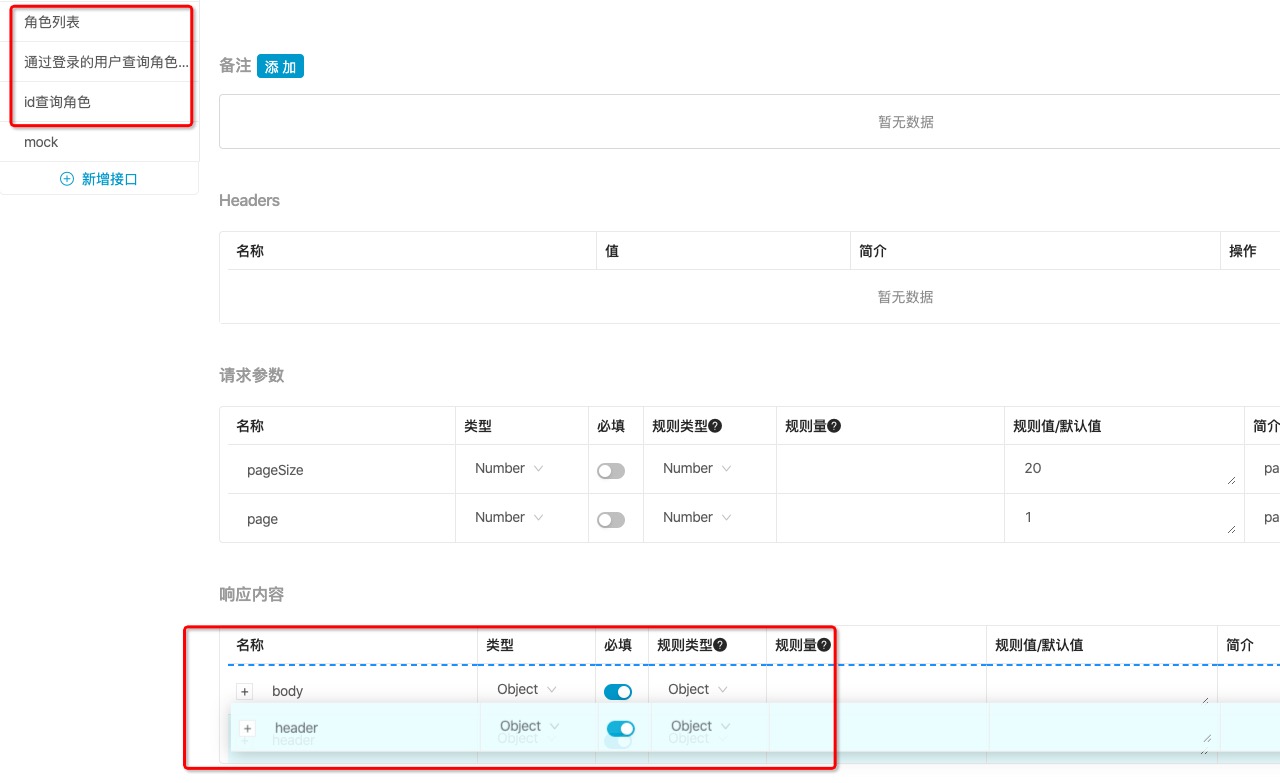 角色列表
通过登录的用户查询角色...
id查询角色
mock
新增接口
备注 添加
暂无数据
Headers
名称 值 简介 操作
暂无数据
请求参数
名称 类型 必填 规则类型 规则量 规则值/默认值 简介
pageSize Number Number 20 pa
page Number Number 1 pa
响应内容
名称 类型 必填 规则类型 规则量 规则值/默认值 简介
body Object Object
header Object Object
header Object Object